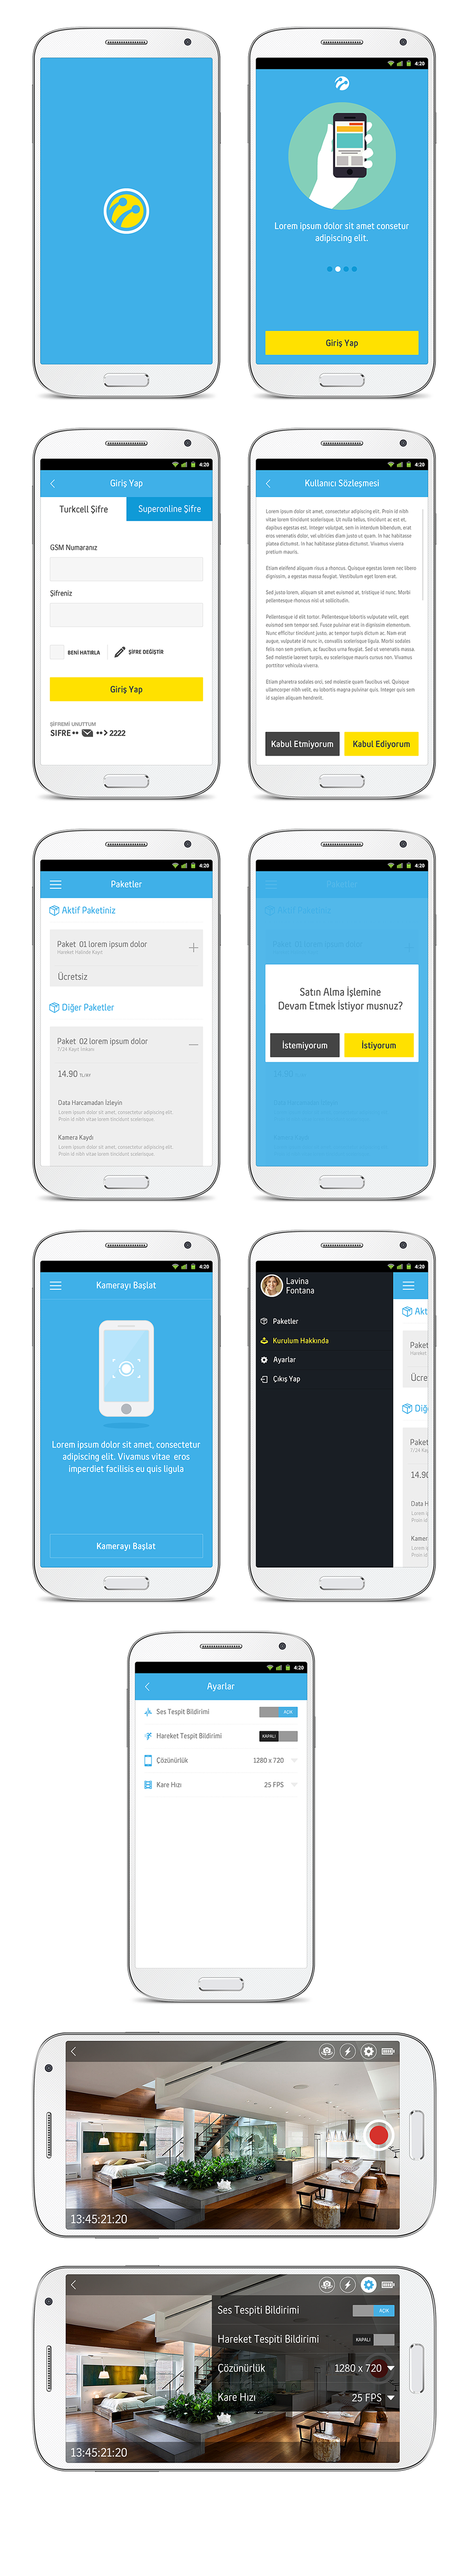 4:20
Lorem ipsum dolor sit amet consetur
adipiscing elit.
Giriş Yap
4:20
Giriş Yap
Turkcell Şifre
Superonline Şifre
GSM Numaranız
Şifreniz
BENİ HATIRLA
ŞİFRE DEĞİŞTİR
Giriş Yap
ŞİFREMİ UNUTTUM
SIFRE 2222
4:20
Kullanıcı Sözleşmesi
Lorem ipsum dolor sit amet, consectetur adipiscing elit. Proin id nibh
vitae lorem tincidunt scelerisque. Ut nulla tellus, tincidunt ac est et,
dapibus egestas est. Integer volutpat, sem in interdum bibendum, erat
eros venenatis dolor, vel ultricies diam justo ut quam. In hac habitasse
platea dictumst. In hac habitasse platea dictumst. Vivamus viverra
pretium mauris.
Etiam eleifend aliquam risus a rhoncus. Quisque egestas lorem nec libero
dignissim, a egestas massa feugiat. Vestibulum eget lorem erat.
Sed justo lorem, aliquam sit amet euismod at, tristique id nunc. Morbi
pellentesque rhoncus nisl ut sollicitudin.
Pellentesque id elit tortor. Pellentesque lobortis vulputate velit, eget
euismod sem tempor sed. Fusce pulvinar erat in dignissim elementum.
Nunc efficitur tincidunt justo, ac tempor turpis dictum ac. Nam erat
augue, vulputate id nunc in, convallis scelerisque ligula. Morbi sodales
felis non sem pretium, ac faucibus urna feugiat. Sed ut venenatis massa.
Sed molestie laoreet turpis, eu scelerisque mauris cursus non. Vivamus
porttitor vehicula viverra.
Etiam pharetra sodales orci, sed molestie quam faucibus vel. Quisque
ullamcorper nibh velit, eu lobortis magna pulvinar quis. Integer quis sem
id sapien aliquam hendrerit.
Kabul Etmiyorum
Kabul Ediyorum
4:20
Paketler
Aktif Paketiniz
Paket 01 lorem ipsum dolor
Hareket Halinde Kayıt
Ücretsiz
Diğer Paketler
Paket 02 lorem ipsum dolor
7/24 Kayıt İmkanı
14.90 TL/AY
Data Harcamadan İzleyin
Lorem ipsum dolor sit amet, consectetur adipiscing elit.
Proin id nibh vitae lorem tincidunt scelerisque.
Kamera Kaydı
Lorem ipsum dolor sit amet, consectetur adipiscing elit.
Proin id nibh vitae lorem tincidunt scelerisque.
4:20
Paketler
Satın Alma İşlemine
Devam Etmek İstiyor musnuz?
İstemiyorum
İstiyorum
14.90
4:20
Kamerayı Başlat
Lorem ipsum dolor sit amet, consectetur
adipiscing elit. Vivamus vitae eros
imperdiet facilisis eu quis ligula
Kamerayı Başlat
4:20
Lavina
Fontana
Paketler
Kurulum Hakkında
Ayarlar
Çıkış Yap
Akt
Paket
Hareket
Ücre
Diğ
Paket
7/24 Ka
14.90
Data H
Lorem i
Proin id
Kamer
Lorem i
Proin id
4:20
Ayarlar
Ses Tespit Bildirimi
AÇIK
Hareket Tespit Bildirimi
KAPALI
Çözünürlük
1280 x 720
Kare Hızı
25 FPS
13:45:21:20
Ses Tespiti Bildirimi
AÇIK
Hareket Tespiti Bildirimi
KAPALI
Çözünürlük
1280 x 720
Kare Hızı
25 FPS
13:45:21:20